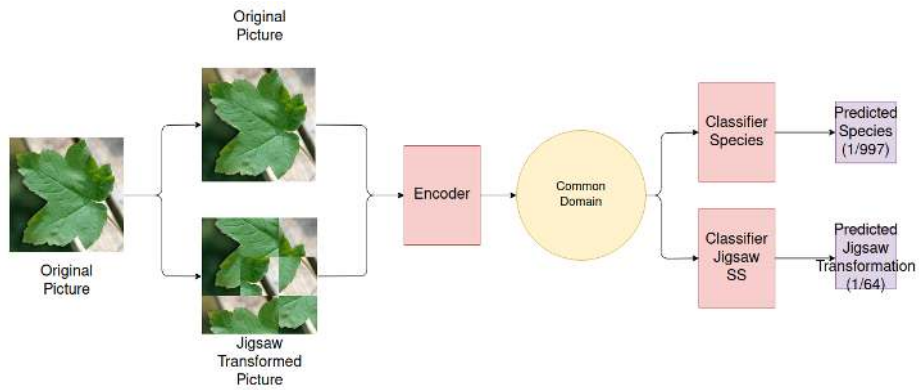 Original
Picture
Original
Picture
Jigsaw
Transformed
Picture
Encoder
Common
Domain
Classifier
Species
Classifier
Jigsaw
SS
Predicted
Species
(1/997)
Predicted
Jigsaw
Transformation
(1/64)